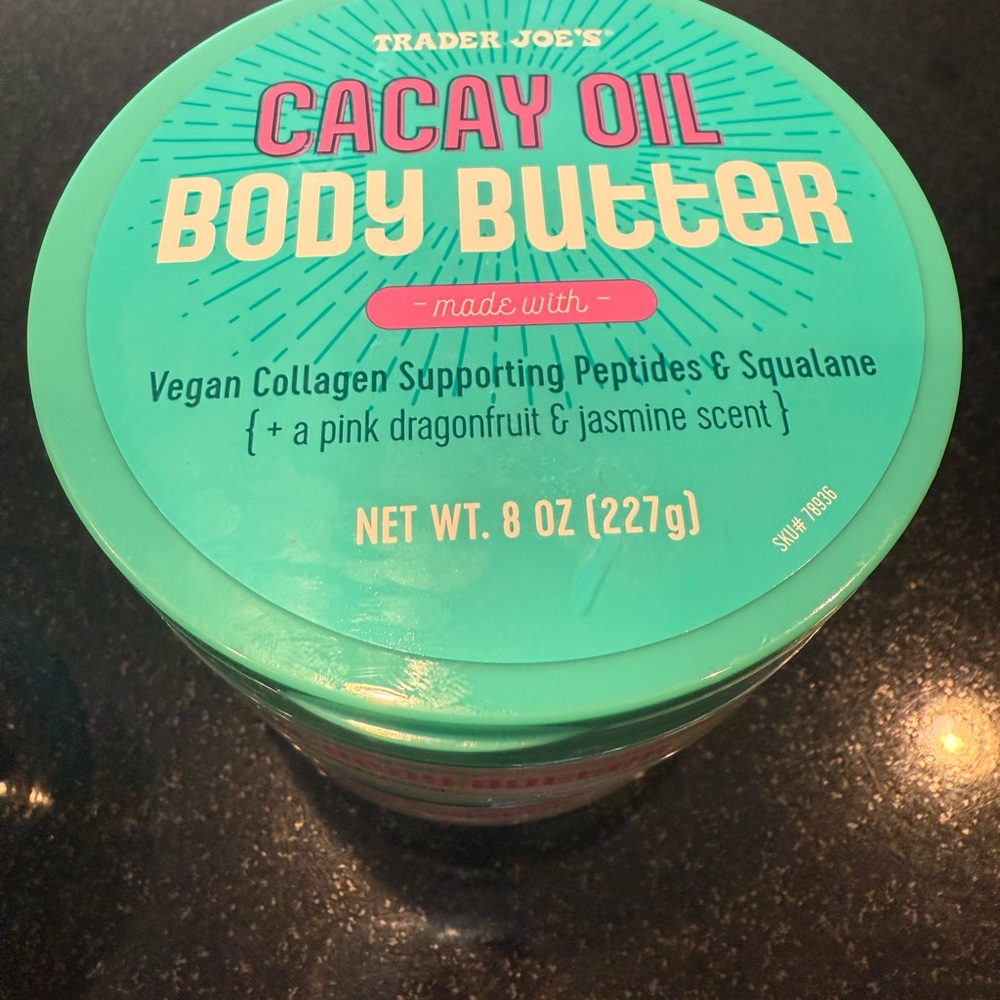 TRADER JOE'S
CACAY OIL
BODY BUTTER
- made with -
Vegan Collagen Supporting Peptides & Squalane
{ + a pink dragonfruit & jasmine scent }
NET WT. 8 OZ (227g)
SKU# 78936